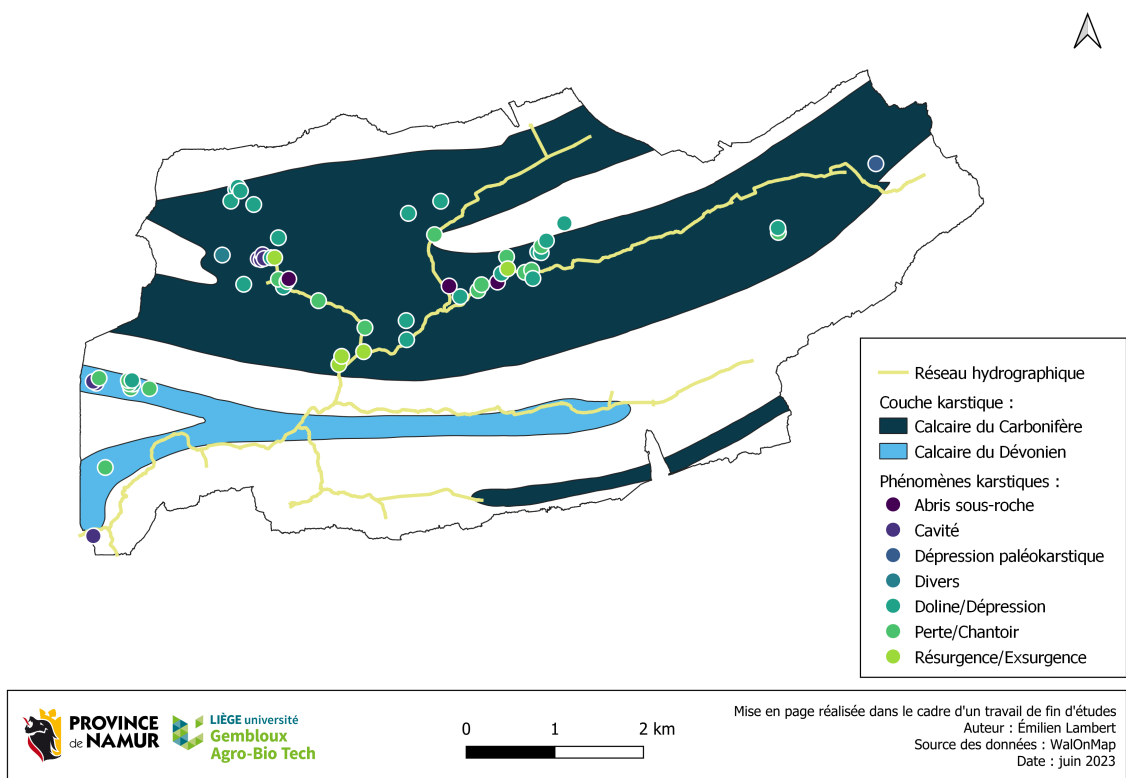 Réseau hydrographique
Couche karstique :
Calcaire du Carbonifère
Calcaire du Dévonien
Phénomènes karstiques :
Abris sous-roche
Cavité
Dépression paléokarstique
Divers
Doline/Dépression
Perte/Chantoir
Résurgence/Exsurgence
PROVINCE
de NAMUR
LIÈGE université
Gembloux
Agro-Bio Tech
0 1 2 km
Mise en page réalisée dans le cadre d'un travail de fin d'études
Auteur : Émilien Lambert
Source des données : WalOnMap
Date : juin 2023